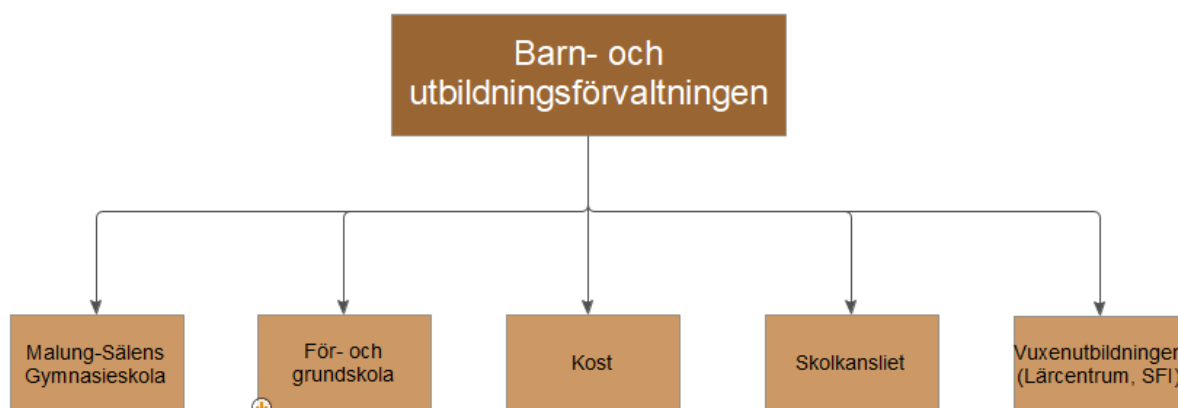 Barn- och
utbildningsförvaltningen
Malung-Sälens
Gymnasieskola
För- och
grundskola
Kost
Skolkansliet
Vuxenutbildningen
(Lärcentrum, SFI)